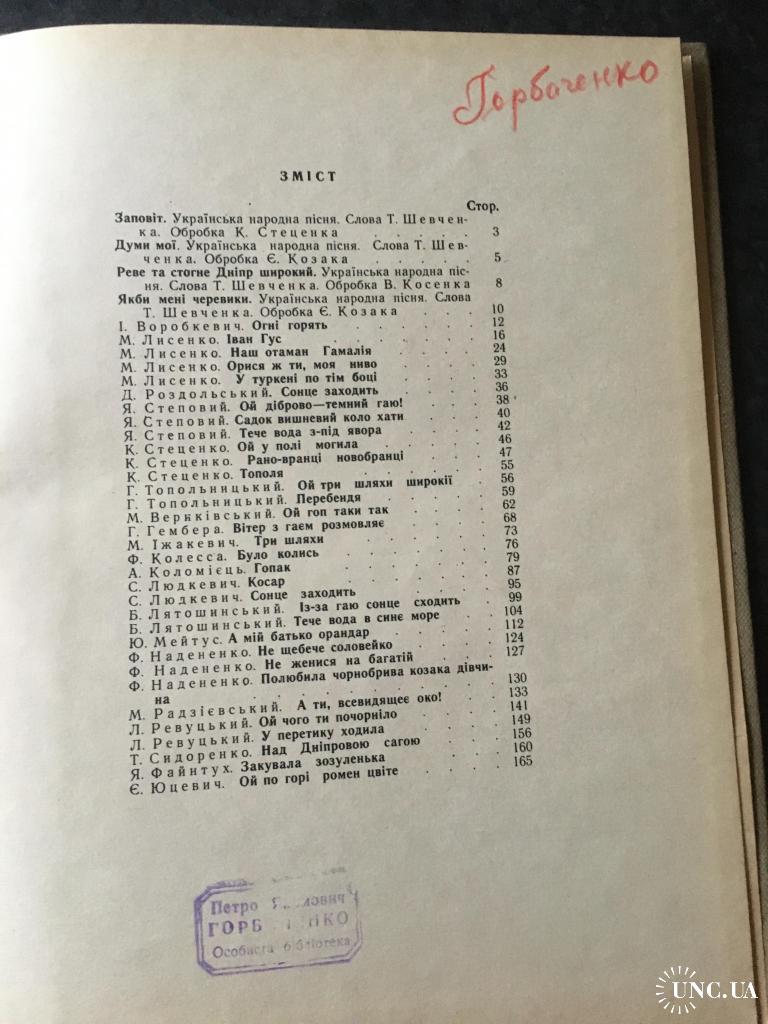 Горбаченко
ЗМІСТ
Стор.
Заповіт. Українська народна пісня. Слова Т. Шевчен-
ка. Обробка К. Стеценка . . . . . 3
Думи мої. Українська народна пісня. Слова Т. Шев-
ченка. Обробка Є. Козака . . . . . 5
Реве та стогне Дніпр широкий. Українська народна піс-
ня. Слова Т. Шевченка. Обробка В. Косенка 8
Якби мені черевики. Українська народна пісня. Слова
Т. Шевченка. Обробка Є. Козака . . . 10
І. Воробкевич. Огні горять . . . . . 12
М. Лисенко. Іван Гус . . . . . . 16
М. Лисенко. Наш отаман Гамалія . . . . 24
М. Лисенко. Орися ж ти, моя ниво . . . . 29
М. Лисенко. У туркені по тім боці . . . . 33
Д. Роздольський. Сонце заходить . . . . 36
Я. Степовий. Ой діброво—темний гаю! . . . 38
Я. Степовий. Садок вишневий коло хати . . . 40
Я. Степовий. Тече вода з-під явора . . . . 42
К. Стеценко. Ой у полі могила . . . . . 46
К. Стеценко. Рано-вранці новобранці . . . . 47
К. Стеценко. Тополя . . . . . . 55
Г. Топольницький. Ой три шляхи широкії . . 56
Г. Топольницький. Перебендя . . . . . 59
М. Вериківський. Ой гоп таки так . . . . 62
Г. Гембера. Вітер з гаєм розмовляє . . . . 68
М. Їжакевич. Три шляхи . . . . . 73
Ф. Колесса. Було колись . . . . . . 76
А. Коломієць. Гопак . . . . . . 79
С. Людкевич. Косар . . . . . . 87
С. Людкевич. Сонце заходить . . . . . 95
Б. Лятошинський. Із-за гаю сонце сходить . 99
Б. Лятошинський. Тече вода в синє море . . 104
Ю. Мейтус. А мій батько орандар . . . . 112
Ф. Надененко. Не щебече соловейко . . . . 124
Ф. Надененко. Не женися на багатій . . . . 127
Ф. Надененко. Полюбила чорнобрива козака дівчи-
на . . . . . . . . . 130
М. Радзієвський. А ти, всевидящеє око! . . 133
Л. Ревуцький. Ой чого ти почорніло . . . . 141
Л. Ревуцький. У перетику ходила . . . . 149
Т. Сидоренко. Над Дніпровою сагою . . . 156
Я. Файнтух. Закувала зозуленька . . . . 160
Є. Юцевич. Ой по горі ромен цвіте . . . . 165
Петро
ГОРБ НКО
Особиста бібліотека
UNC.UA